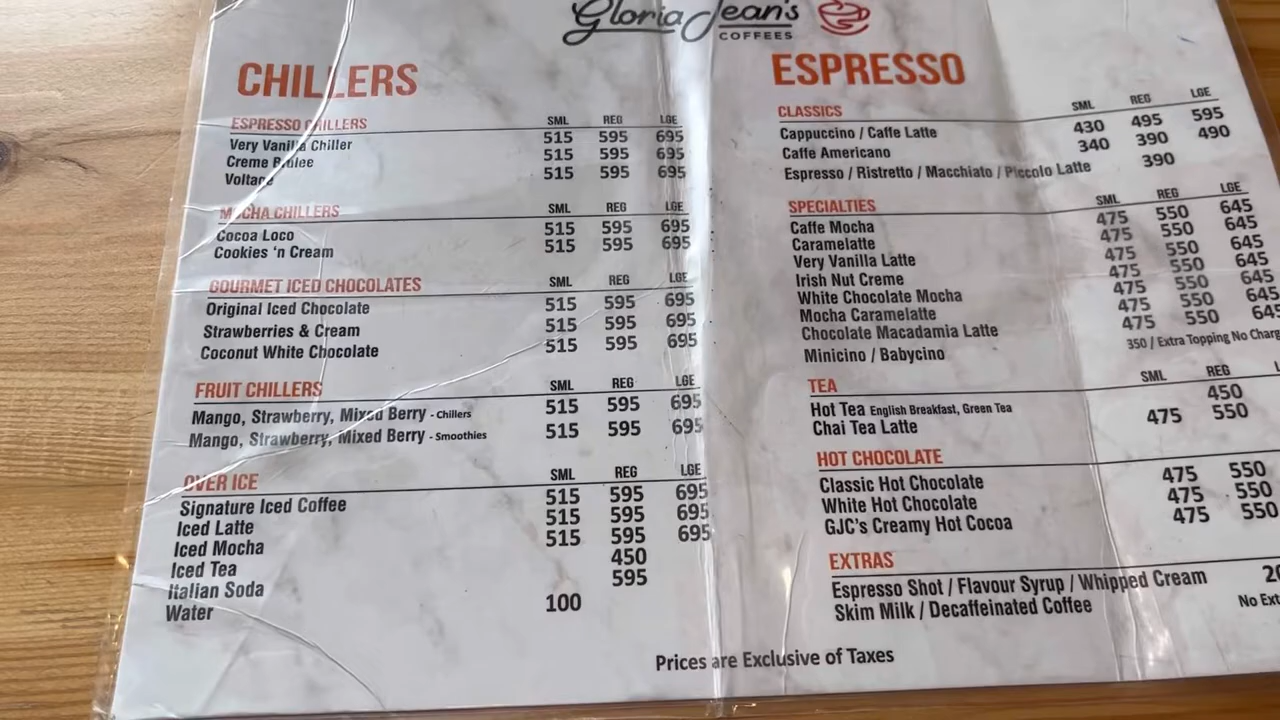 Gloria Jean's
COFFEES
CHILLERS
ESPRESSO CHILLERS SML REG LGE
Very Vanilla Chiller 515 595 695
Creme Brulee 515 595 695
Voltage 515 595 695
MOCHA CHILLERS SML REG LGE
Cocoa Loco 515 595 695
Cookies 'n Cream 515 595 695
GOURMET ICED CHOCOLATES SML REG LGE
Original Iced Chocolate 515 595 695
Strawberries & Cream 515 595 695
Coconut White Chocolate 515 595 695
FRUIT CHILLERS SML REG LGE
Mango, Strawberry, Mixed Berry - Chillers 515 595 695
Mango, Strawberry, Mixed Berry - Smoothies 515 595 695
OVER ICE SML REG LGE
Signature Iced Coffee 515 595 695
Iced Latte 515 595 695
Iced Mocha 515 595 695
Iced Tea 450
Italian Soda 595
Water 100
ESPRESSO
CLASSICS SML REG LGE
Cappuccino / Caffe Latte 430 495 595
Caffe Americano 340 390 490
Espresso / Ristretto / Macchiato / Piccolo Latte 390
SPECIALTIES SML REG LGE
Caffe Mocha 475 550 645
Caramelatte 475 550 645
Very Vanilla Latte 475 550 645
Irish Nut Creme 475 550 645
White Chocolate Mocha 475 550 645
Mocha Caramelatte 475 550 645
Chocolate Macadamia Latte 475 550 645
Minicino / Babycino 350 / Extra Topping No
TEA SML REG
Hot Tea English Breakfast, Green Tea 450
Chai Tea Latte 475 550
HOT CHOCOLATE
Classic Hot Chocolate 475 550
White Hot Chocolate 475 550
GJC's Creamy Hot Cocoa 475 550
EXTRAS
Espresso Shot / Flavour Syrup / Whipped Cream
Skim Milk / Decaffeinated Coffee No
Prices are Exclusive of Taxes